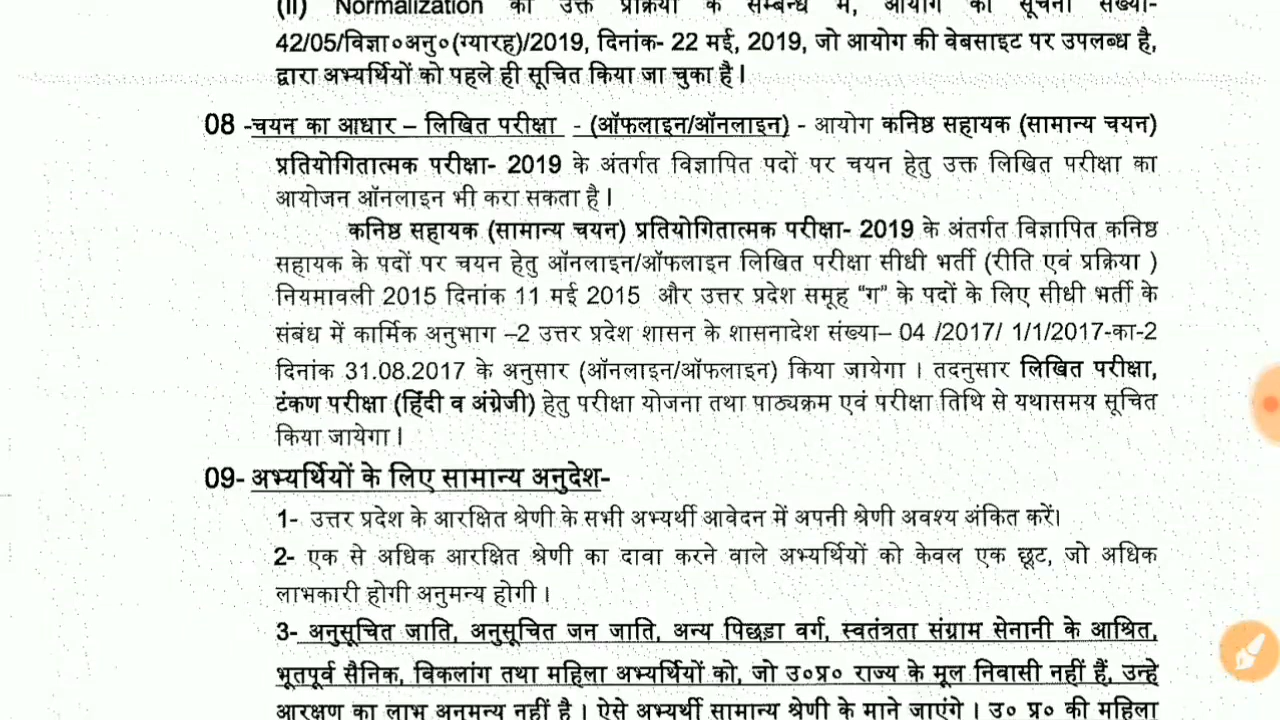 (II) Normalization की उक्त प्रक्रिया के सम्बन्ध में, आयोग की सूचना संख्या-
42/05/विज्ञा०अनु०(ग्यारह)/2019, दिनांक- 22 मई, 2019, जो आयोग की वेबसाइट पर उपलब्ध है,
द्वारा अभ्यर्थियों को पहले ही सूचित किया जा चुका है।
08 -चयन का आधार – लिखित परीक्षा - (ऑफलाइन/ऑनलाइन) - आयोग कनिष्ठ सहायक (सामान्य चयन)
प्रतियोगितात्मक परीक्षा- 2019 के अंतर्गत विज्ञापित पदों पर चयन हेतु उक्त लिखित परीक्षा का
आयोजन ऑनलाइन भी करा सकता है।
कनिष्ठ सहायक (सामान्य चयन) प्रतियोगितात्मक परीक्षा- 2019 के अंतर्गत विज्ञापित कनिष्ठ
सहायक के पदों पर चयन हेतु ऑनलाइन/ऑफलाइन लिखित परीक्षा सीधी भर्ती (रीति एवं प्रक्रिया )
नियमावली 2015 दिनांक 11 मई 2015 और उत्तर प्रदेश समूह “ग” के पदों के लिए सीधी भर्ती के
संबंध में कार्मिक अनुभाग –2 उत्तर प्रदेश शासन के शासनादेश संख्या– 04 /2017/ 1/1/2017-का-2
दिनांक 31.08.2017 के अनुसार (ऑनलाइन/ऑफलाइन) किया जायेगा । तदनुसार लिखित परीक्षा,
टंकण परीक्षा (हिंदी व अंग्रेजी) हेतु परीक्षा योजना तथा पाठ्यक्रम एवं परीक्षा तिथि से यथासमय सूचित
किया जायेगा।
09- अभ्यर्थियों के लिए सामान्य अनुदेश-
1- उत्तर प्रदेश के आरक्षित श्रेणी के सभी अभ्यर्थी आवेदन में अपनी श्रेणी अवश्य अंकित करें।
2- एक से अधिक आरक्षित श्रेणी का दावा करने वाले अभ्यर्थियों को केवल एक छूट, जो अधिक
लाभकारी होगी अनुमन्य होगी।
3- अनुसूचित जाति, अनुसूचित जन जाति, अन्य पिछड़ा वर्ग, स्वतंत्रता संग्राम सेनानी के आश्रित,
भूतपूर्व सैनिक, विकलांग तथा महिला अभ्यर्थियों को, जो उ०प्र० राज्य के मूल निवासी नहीं हैं, उन्हे
आरक्षण का लाभ अनुमन्य नहीं है। ऐसे अभ्यर्थी सामान्य श्रेणी के माने जाएंगे । उ० प्र० की महिला